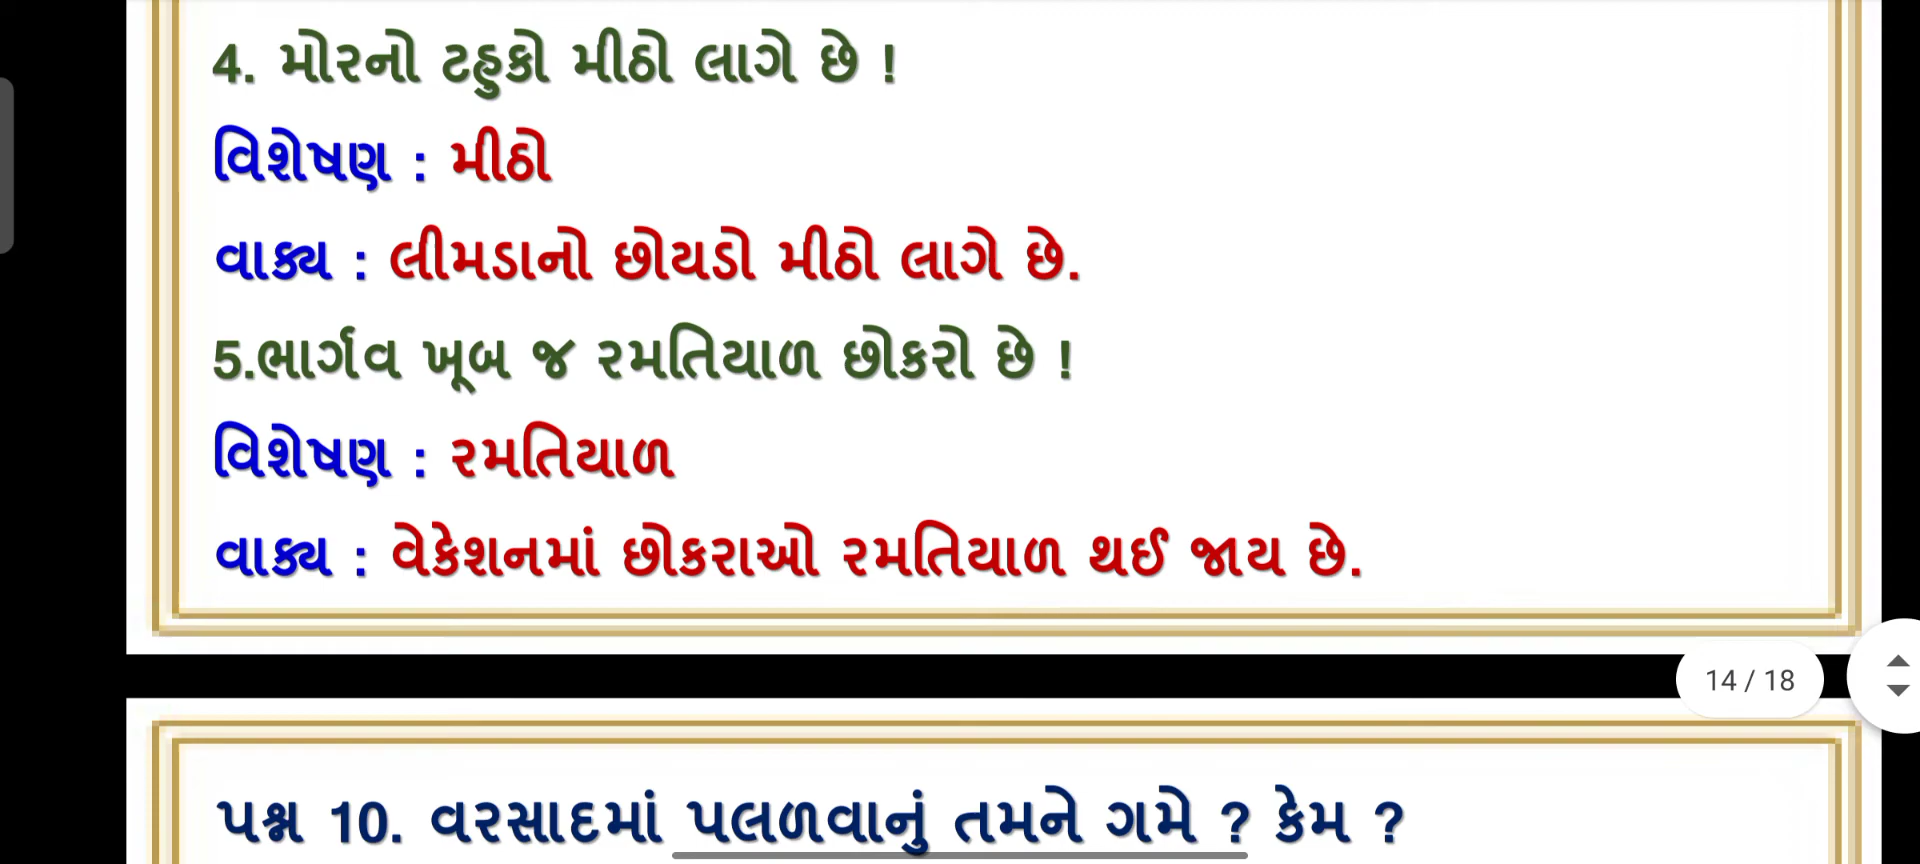 4. મોરનો ટહુકો મીઠો લાગે છે !
વિશેષણ : મીઠો
વાક્ય : લીમડાનો છોયડો મીઠો લાગે છે.
5.ભાર્ગવ ખૂબ જ રમતિયાળ છોકરો છે !
વિશેષણ : રમતિયાળ
વાક્ય : વેકેશનમાં છોકરાઓ રમતિયાળ થઈ જાય છે.
14 / 18
પશ્ન 10. વરસાદમાં પલળવાનું તમને ગમે ? કેમ ?